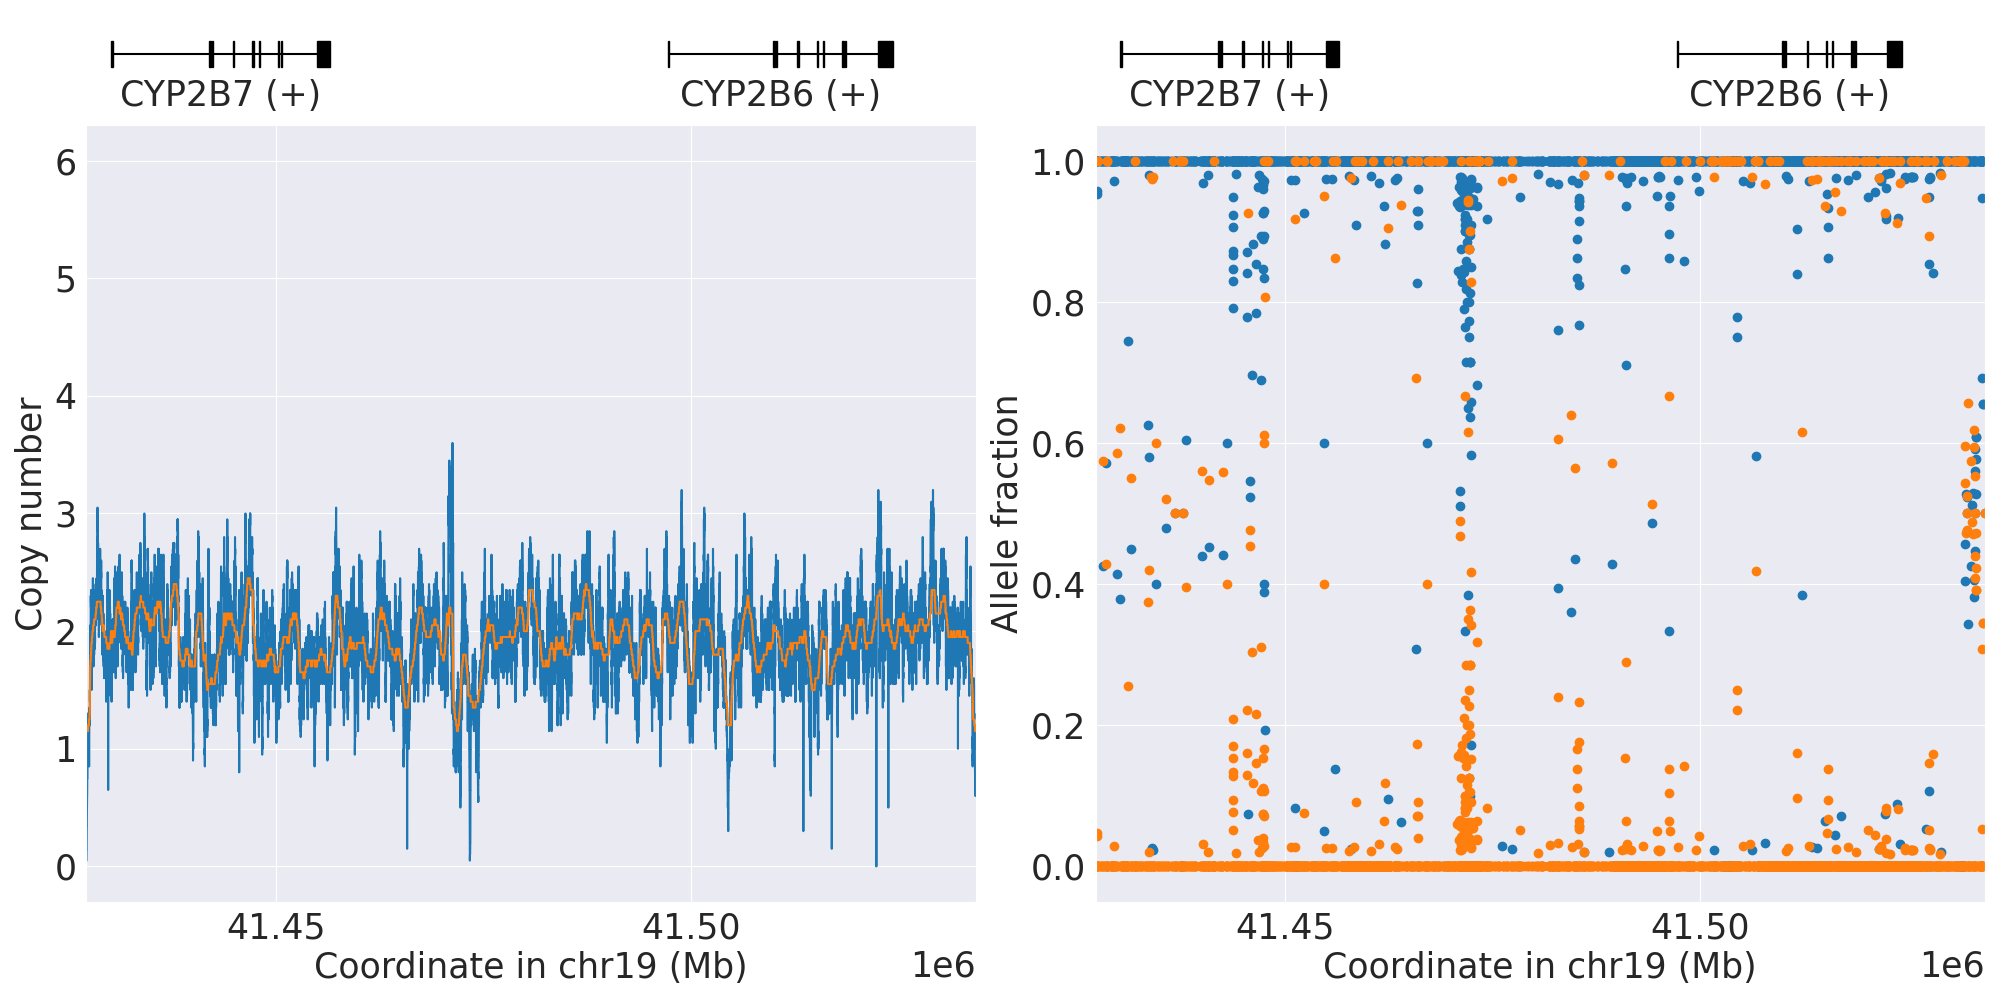 CYP2B7 (+)
CYP2B6 (+)
6
5
4
3
2
1
0
Copy number
41.45
41.50
Coordinate in chr19 (Mb)
1e6
CYP2B7 (+)
CYP2B6 (+)
1.0
0.8
0.6
0.4
0.2
0.0
Allele fraction
41.45
41.50
Coordinate in chr19 (Mb)
1e6